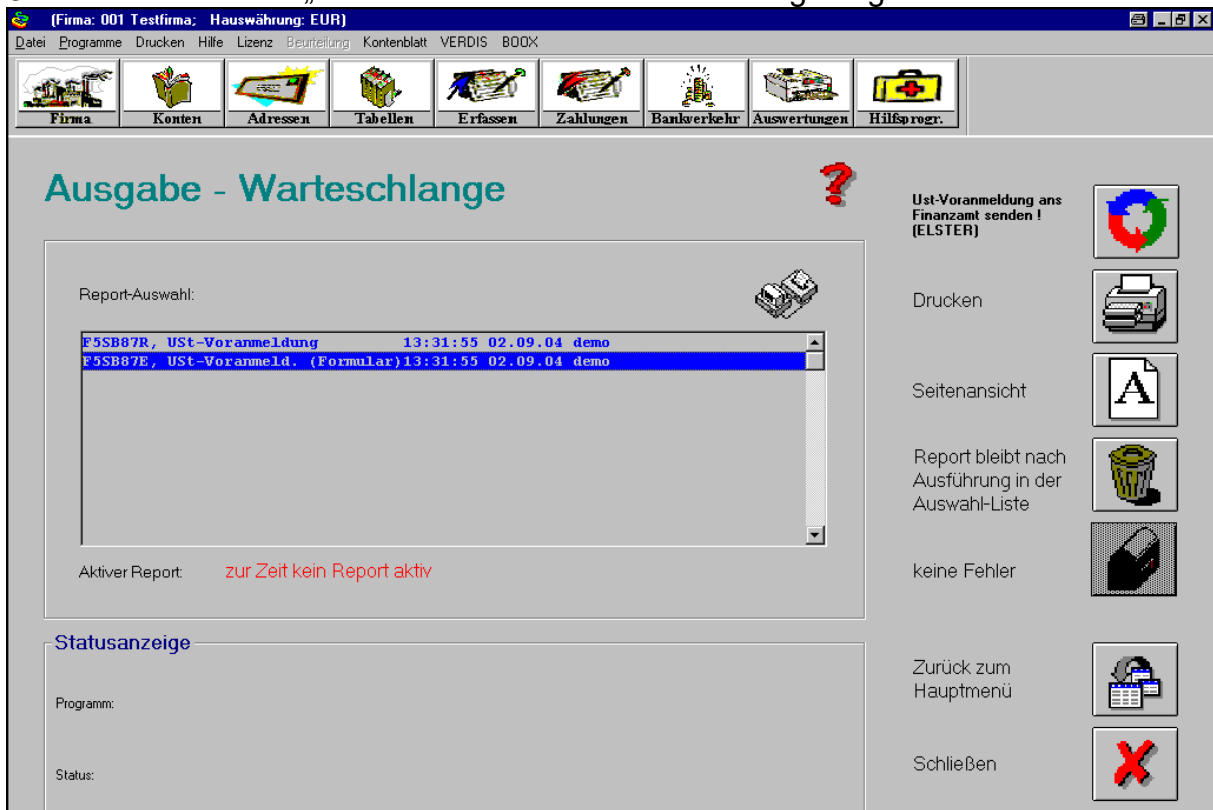 (Firma: 001 Testfirma; Hauswährung: EUR)
Datei Programme Drucken Hilfe Lizenz Beurteilung Kontenblatt VERDIS BOOX
Firma Konten Adressen Tabellen Erfassen Zahlungen Bankverkehr Auswertungen Hilfsprogr.
Ausgabe - Warteschlange
Ust-Voranmeldung ans
Finanzamt senden !
(ELSTER)
Report-Auswahl:
Drucken
F5SB87R, USt-Voranmeldung 13:31:55 02.09.04 demo
F5SB87E, USt-Voranmeld. (Formular)13:31:55 02.09.04 demo
Seitenansicht
A
Report bleibt nach
Ausführung in der
Auswahl-Liste
Aktiver Report: zur Zeit kein Report aktiv
keine Fehler
Statusanzeige
Zurück zum
Hauptmenü
Programm:
Schließen
Status: